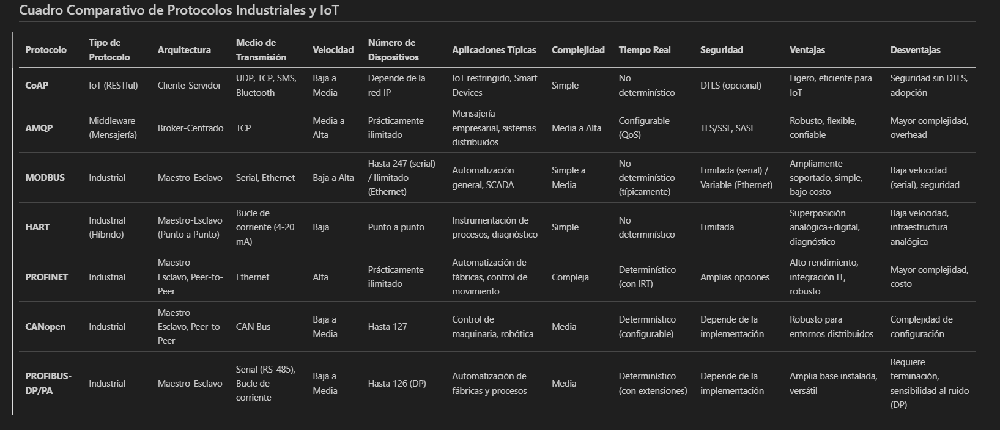 Cuadro Comparativo de Protocolos Industriales y IoT
Protocolo | Tipo de Protocolo | Arquitectura | Medio de Transmisión | Velocidad | Número de Dispositivos | Aplicaciones Típicas | Complejidad | Tiempo Real | Seguridad | Ventajas | Desventajas
CoAP | IoT (RESTful) | Cliente-Servidor | UDP, TCP, SMS, Bluetooth | Baja a Media | Depende de la red IP | IoT restringido, Smart Devices | Simple | No determinístico | DTLS (opcional) | Ligero, eficiente para IoT | Seguridad sin DTLS, adopción
AMQP | Middleware (Mensajería) | Broker-Centrado | TCP | Media a Alta | Prácticamente ilimitado | Mensajería empresarial, sistemas distribuidos | Media a Alta | Configurable (QoS) | TLS/SSL, SASL | Robusto, flexible, confiable | Mayor complejidad, overhead
MODBUS | Industrial | Maestro-Esclavo | Serial, Ethernet | Baja a Alta | Hasta 247 (serial) / Ilimitado (Ethernet) | Automatización general, SCADA | Simple a Media | No determinístico (típicamente) | Limitada (serial) / Variable (Ethernet) | Ampliamente soportado, simple, bajo costo | Baja velocidad (serial), seguridad
HART | Industrial (Híbrido) | Maestro-Esclavo (Punto a Punto) | Bucle de corriente (4-20 mA) | Baja | Punto a punto | Instrumentación de procesos, diagnóstico | Simple | No determinístico | Limitada | Superposición analógica+digital, diagnóstico | Baja velocidad, infraestructura analógica
PROFINET | Industrial | Maestro-Esclavo, Peer-to-Peer | Ethernet | Alta | Prácticamente ilimitado | Automatización de fábricas, control de movimiento | Compleja | Determinístico (con IRT) | Amplias opciones | Alto rendimiento, integración IT, robusto | Mayor complejidad, costo
CANopen | Industrial | Maestro-Esclavo, Peer-to-Peer | CAN Bus | Baja a Media | Hasta 127 | Control de maquinaria, robótica | Media | Determinístico (configurable) | Depende de la implementación | Robusto para entornos distribuidos | Complejidad de configuración
PROFIBUS-DP/PA | Industrial | Maestro-Esclavo | Serial (RS-485), Bucle de corriente | Baja a Media | Hasta 126 (DP) | Automatización de fábricas y procesos | Media | Determinístico (con extensiones) | Depende de la implementación | Amplia base instalada, versátil | Requiere terminación, sensibilidad al ruido (DP)